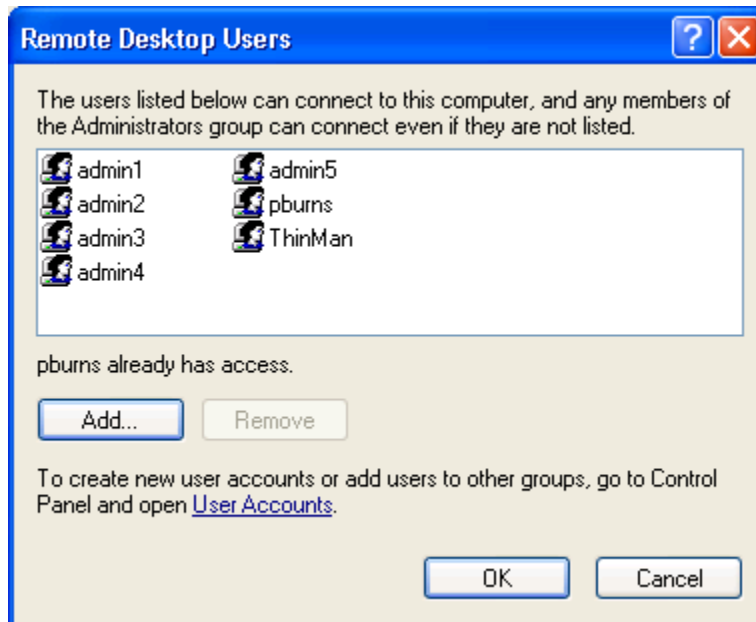 Remote Desktop Users
The users listed below can connect to this computer, and any members of
the Administrators group can connect even if they are not listed.
admin1
admin2
admin3
admin4
admin5
pburns
ThinMan
pburns already has access.
Add...
Remove
To create new user accounts or add users to other groups, go to Control
Panel and open User Accounts.
OK
Cancel